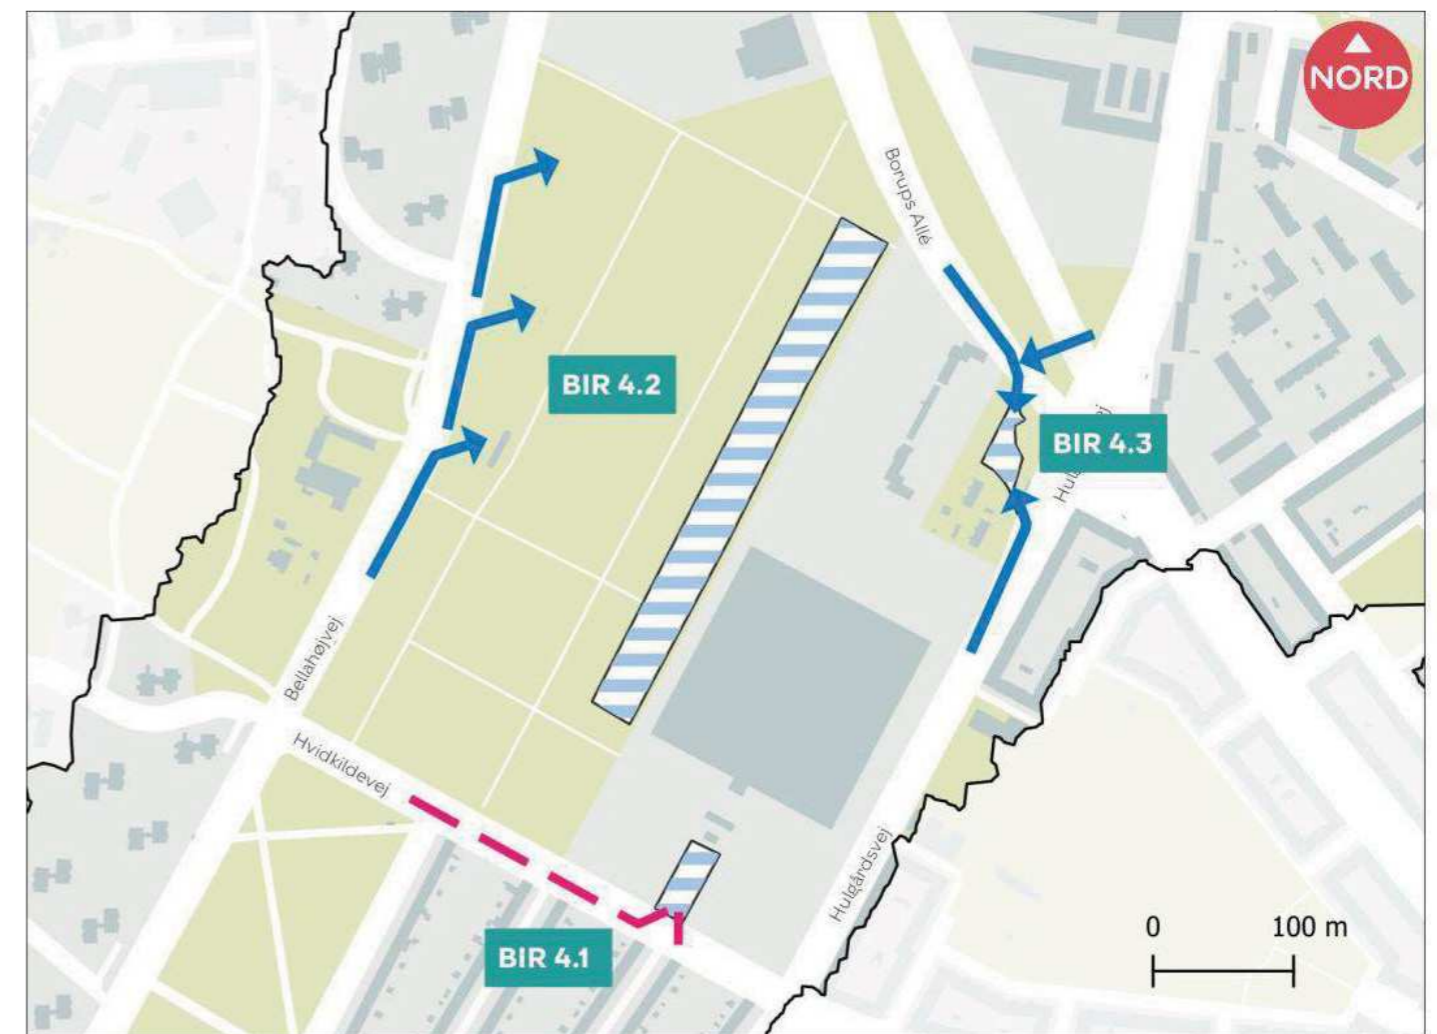 NORD
Borups Allé
BIR 4.2
BIR 4.3
Bellahøjvej
Hvidkildevej
Hulgårdsvej
BIR 4.1
0 100 m